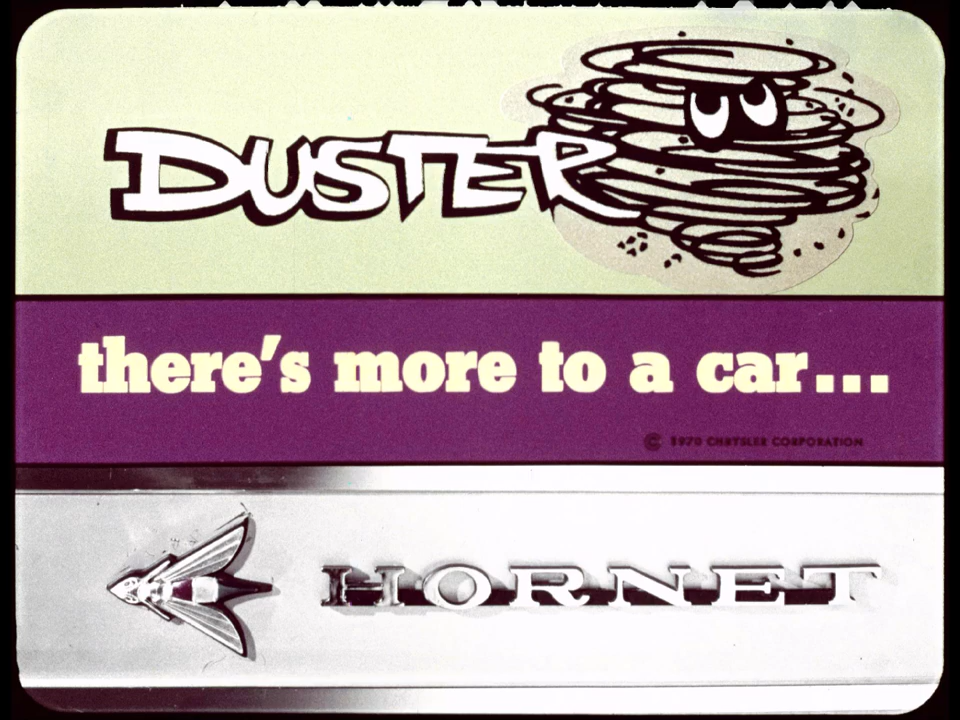 DUSTER
there's more to a car...
© 1970 CHRYSLER CORPORATION
HORNET